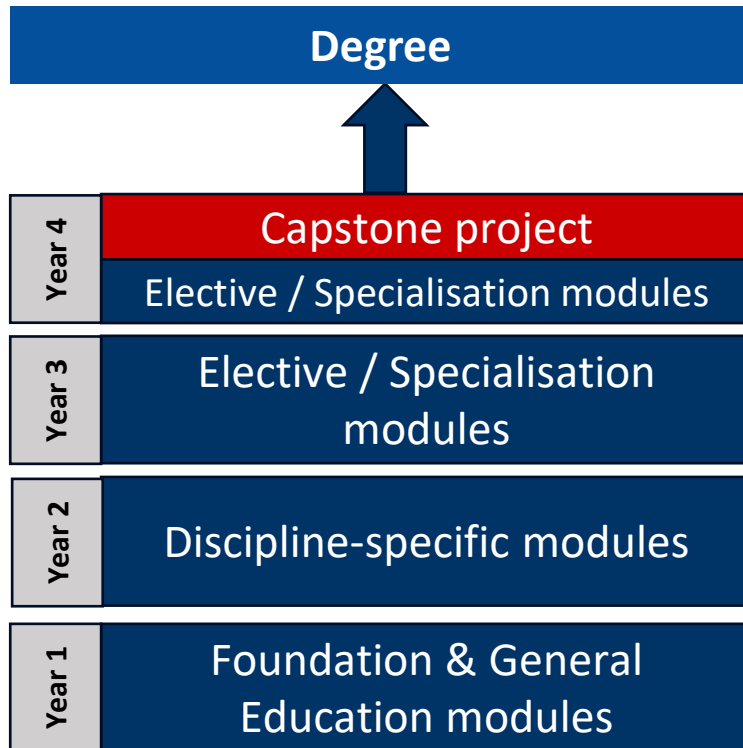 Degree
Year 4
Capstone project
Elective / Specialisation modules
Year 3
Elective / Specialisation
modules
Year 2
Discipline-specific modules
Year 1
Foundation & General
Education modules